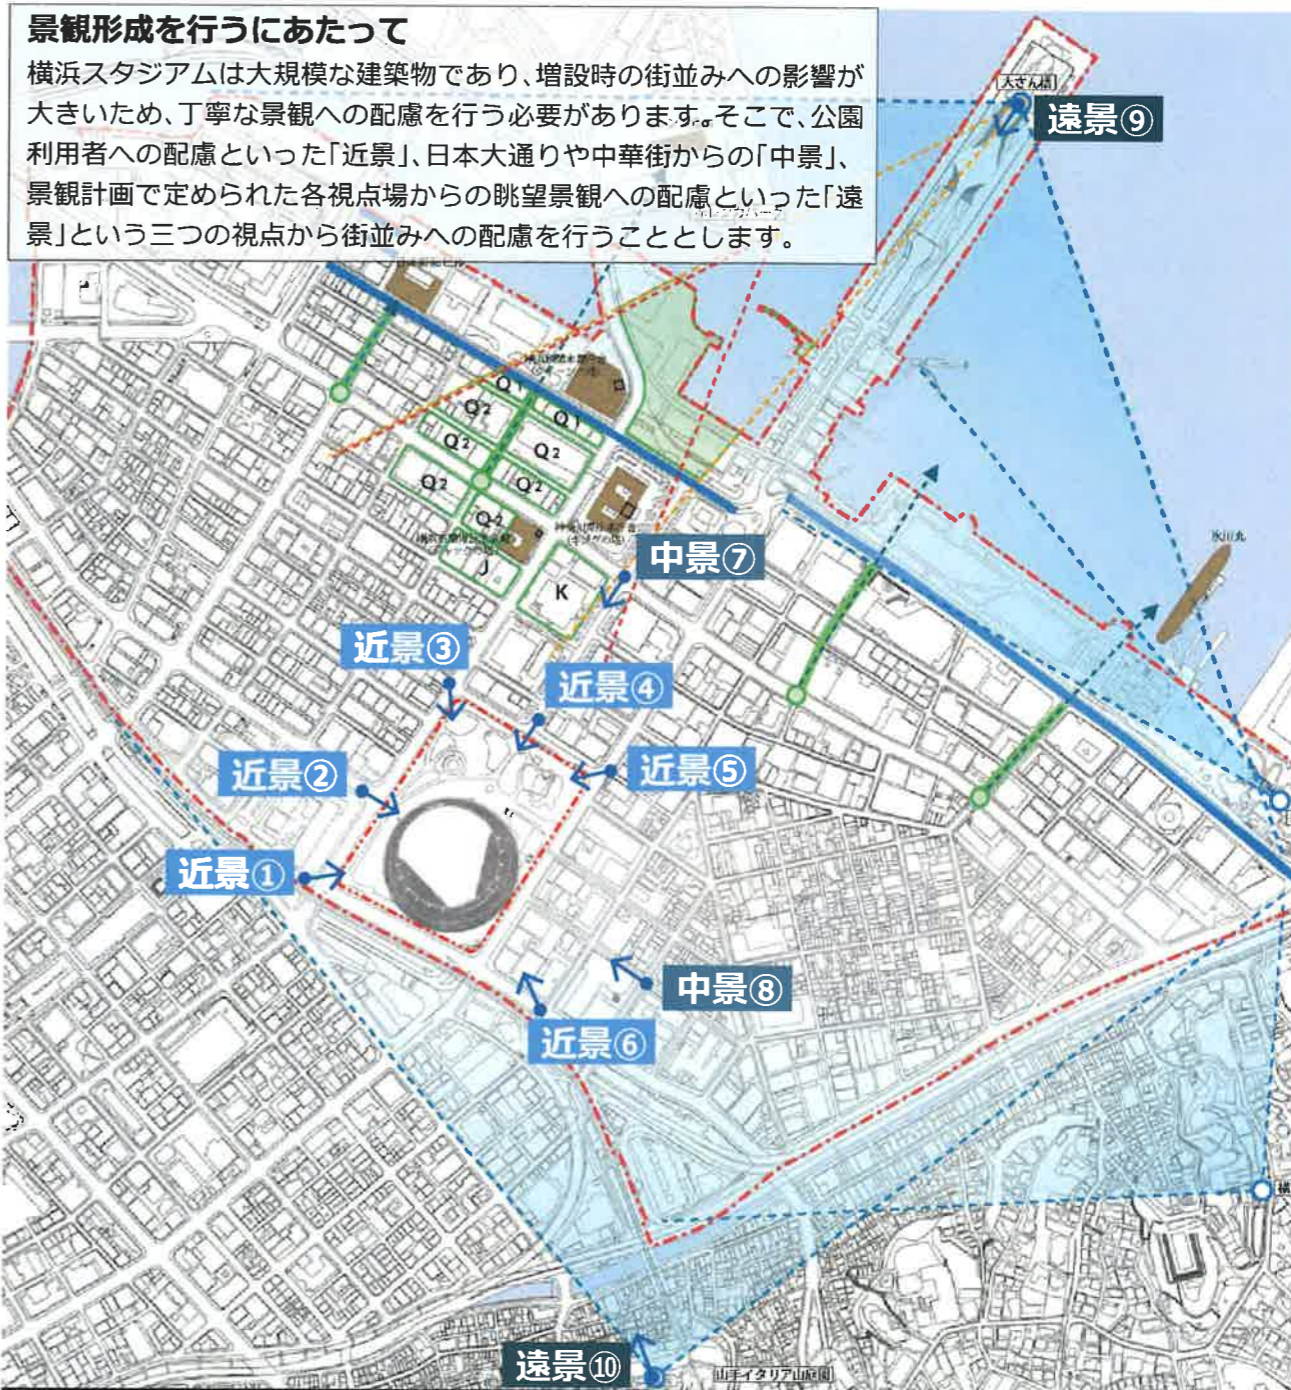 景観形成を行うにあたって
横浜スタジアムは大規模な建築物であり、増設時の街並みへの影響が
大きいため、丁寧な景観への配慮を行う必要があります。そこで、公園
利用者への配慮といった「近景」、日本大通りや中華街からの「中景」、
景観計画で定められた各視点場からの眺望景観への配慮といった「遠
景」という三つの視点から街並みへの配慮を行うこととします。
大さん橋
遠景⑨
氷川丸
Q1
Q2
Q1
Q2
Q2
Q2
Q2
Q2
J
K
中景⑦
近景③
近景④
近景②
近景⑤
近景①
中景⑧
近景⑥
横
遠景⑩
山手イタリア山庭園